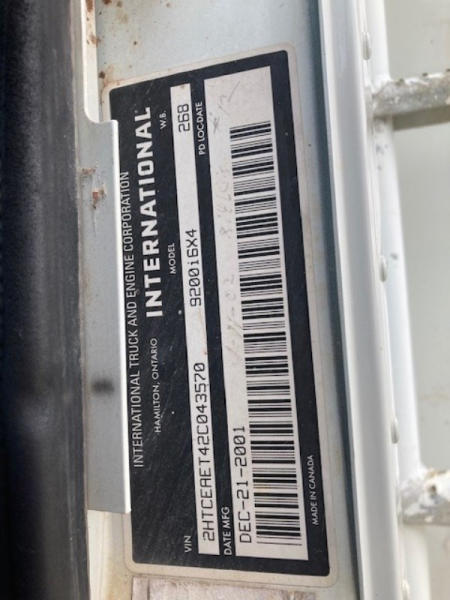 INTERNATIONAL TRUCK AND ENGINE CORPORATION
HAMILTON, ONTARIO
INTERNATIONAL
MODEL
W.B.
VIN
2HTCEAET42C043570
9200i6X4
268
DATE MFG
PD LOC-DATE
DEC-21-2001
MADE IN CANADA